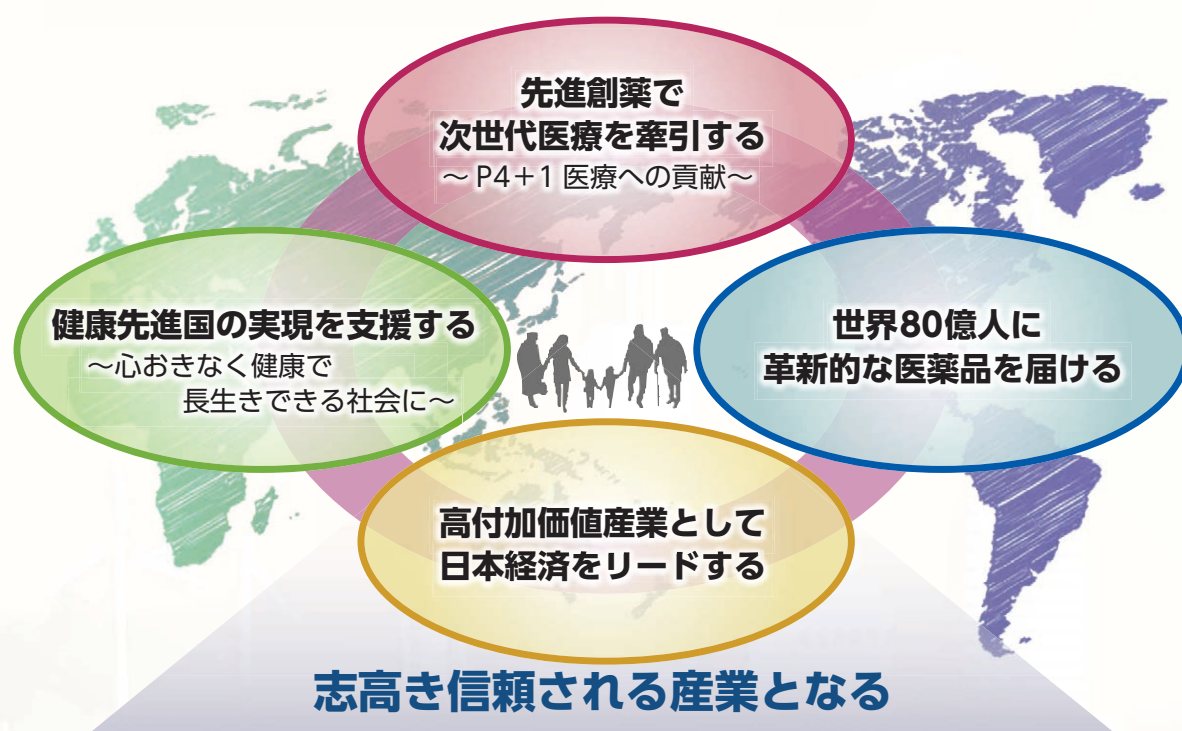 先進創薬で
次世代医療を牽引する
～P4＋1 医療への貢献～
健康先進国の実現を支援する
～心おきなく健康で
長生きできる社会に～
世界80億人に
革新的な医薬品を届ける
高付加価値産業として
日本経済をリードする
志高き信頼される産業となる